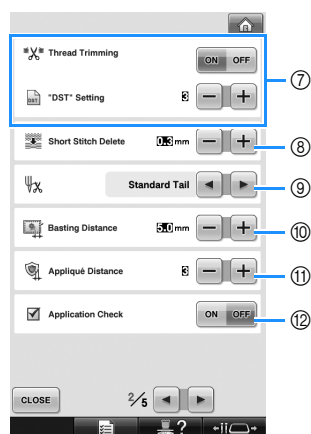 Thread Trimming
ON OFF
⑦
DST "DST" Setting 3 − +
Short Stitch Delete 0.3 mm − +
⑧
Standard Tail
⑨
Basting Distance 5.0 mm − +
⑩
Appliqué Distance 3 − +
⑪
Application Check ON OFF
⑫
CLOSE 2/5
?